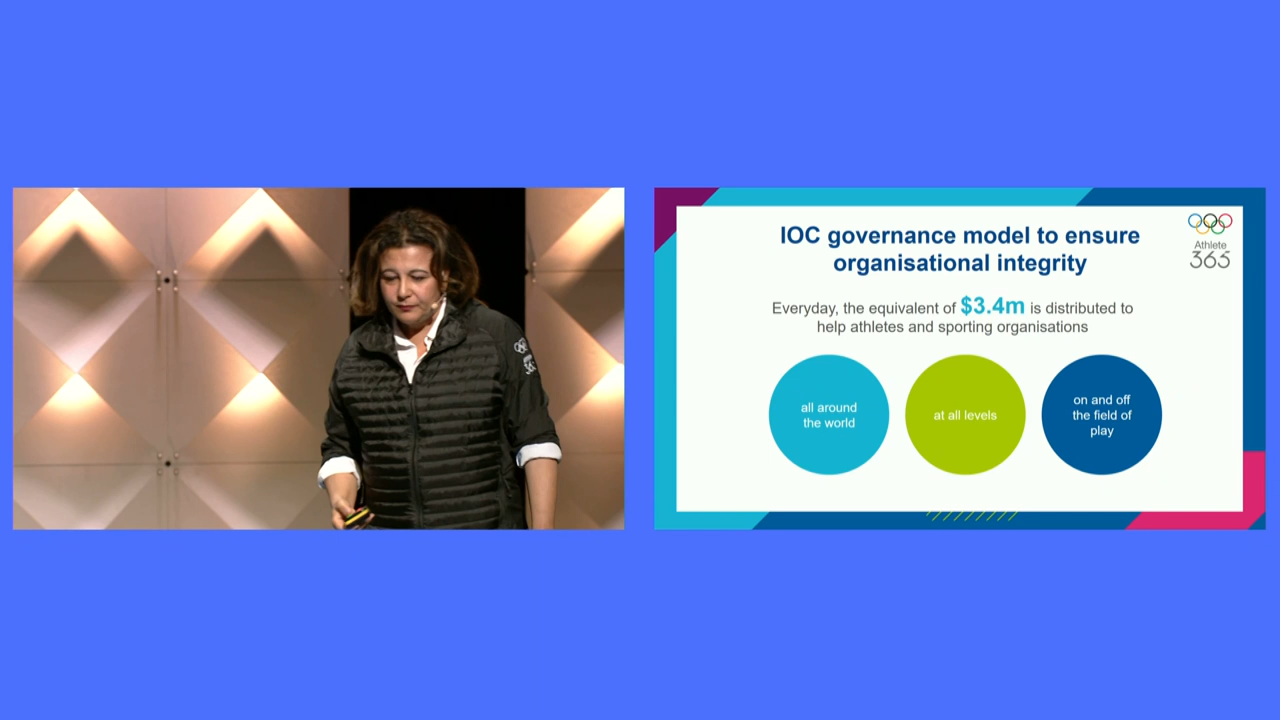 IOC governance model to ensure
organisational integrity
Athlete
365
Everyday, the equivalent of $3.4m is distributed to
help athletes and sporting organisations
all around
the world
at all levels
on and off
the field of
play